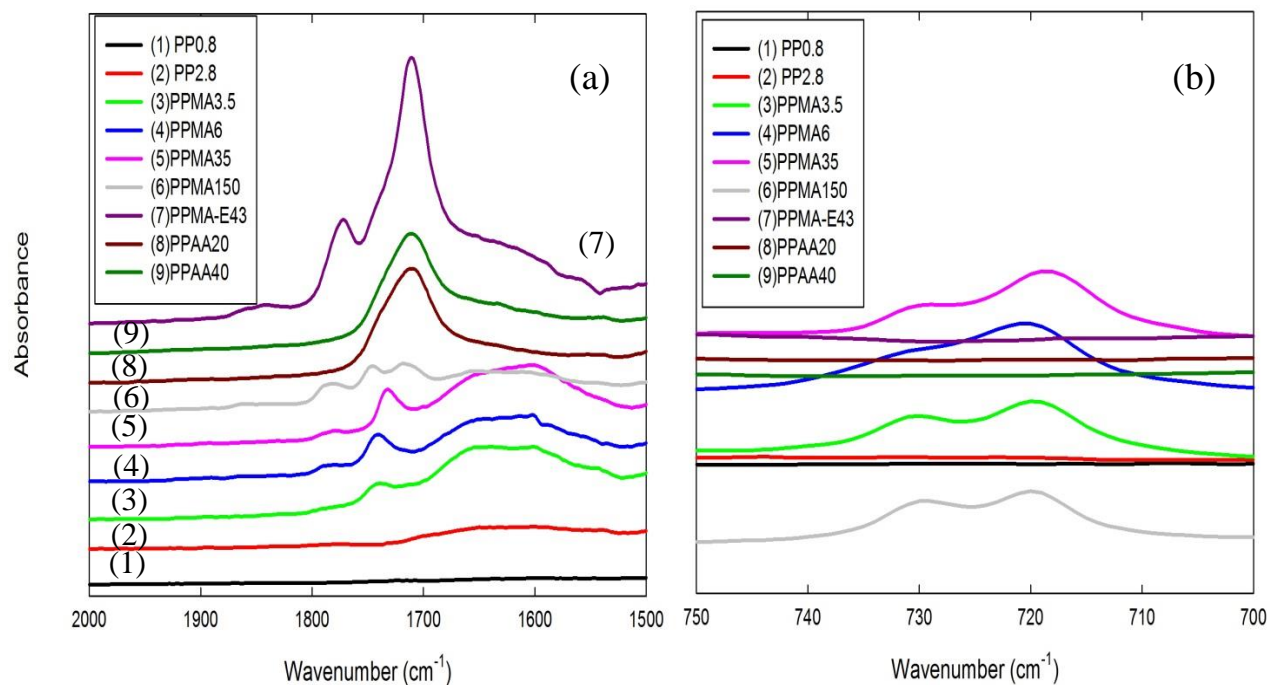 (a)
(1) PP0.8
(2) PP2.8
(3)PPMA3.5
(4)PPMA6
(5)PPMA35
(6)PPMA150
(7)PPMA-E43
(8)PPAA20
(9)PPAA40
(7)
(9)
(8)
(6)
(5)
(4)
(3)
(2)
(1)
Absorbance
2000 1900 1800 1700 1600 1500
Wavenumber (cm⁻¹)
(b)
(1) PP0.8
(2) PP2.8
(3)PPMA3.5
(4)PPMA6
(5)PPMA35
(6)PPMA150
(7)PPMA-E43
(8)PPAA20
(9)PPAA40
750 740 730 720 710 700
Wavenumber (cm⁻¹)